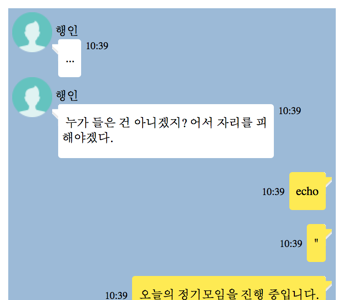 행인
10:39
...
행인
누가 들은 건 아니겠지? 어서 자리를 피
해야겠다.
10:39
10:39 echo
10:39 "
10:39 오늘의 정기모임을 진행 중입니다.